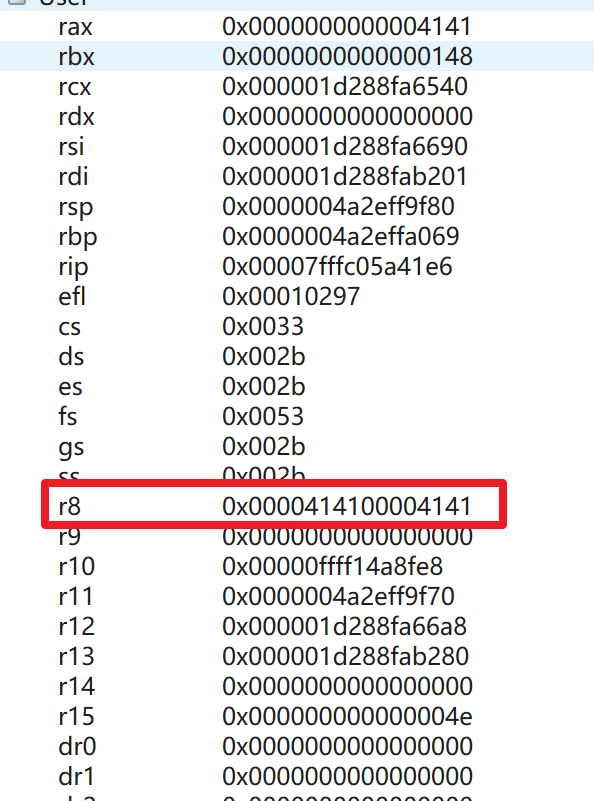 User
rax 0x0000000000004141
rbx 0x0000000000000148
rcx 0x000001d288fa6540
rdx 0x0000000000000000
rsi 0x000001d288fa6690
rdi 0x000001d288fab201
rsp 0x0000004a2eff9f80
rbp 0x0000004a2effa069
rip 0x00007fffc05a41e6
efl 0x00010297
cs 0x0033
ds 0x002b
es 0x002b
fs 0x0053
gs 0x002b
ss 0x002b
r8 0x0000414100004141
r9 0x0000000000000000
r10 0x00000ffff14a8fe8
r11 0x0000004a2eff9f70
r12 0x000001d288fa66a8
r13 0x000001d288fab280
r14 0x0000000000000000
r15 0x000000000000004e
dr0 0x0000000000000000
dr1 0x0000000000000000